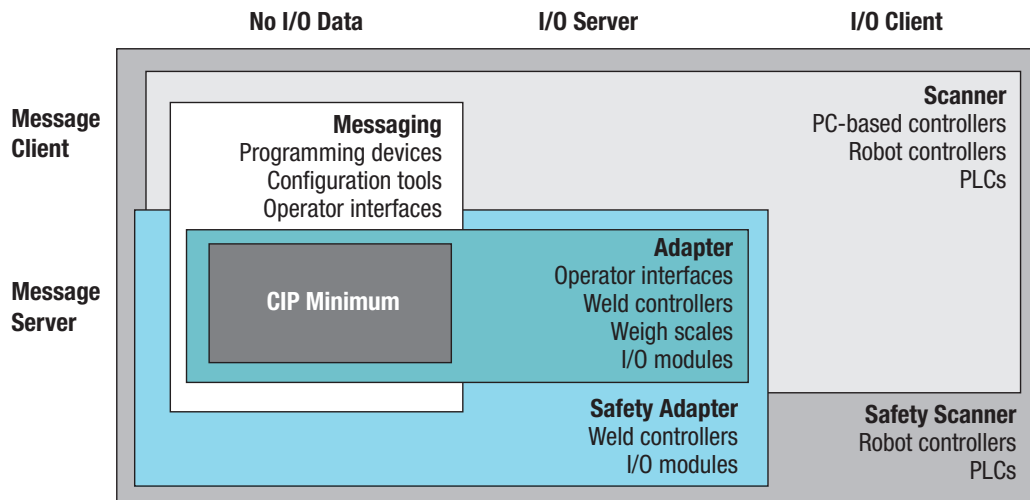 No I/O Data
I/O Server
I/O Client
Message
Client
Message
Server
Scanner
PC-based controllers
Robot controllers
PLCs
Messaging
Programming devices
Configuration tools
Operator interfaces
Adapter
Operator interfaces
Weld controllers
Weigh scales
I/O modules
CIP Minimum
Safety Adapter
Weld controllers
I/O modules
Safety Scanner
Robot controllers
PLCs